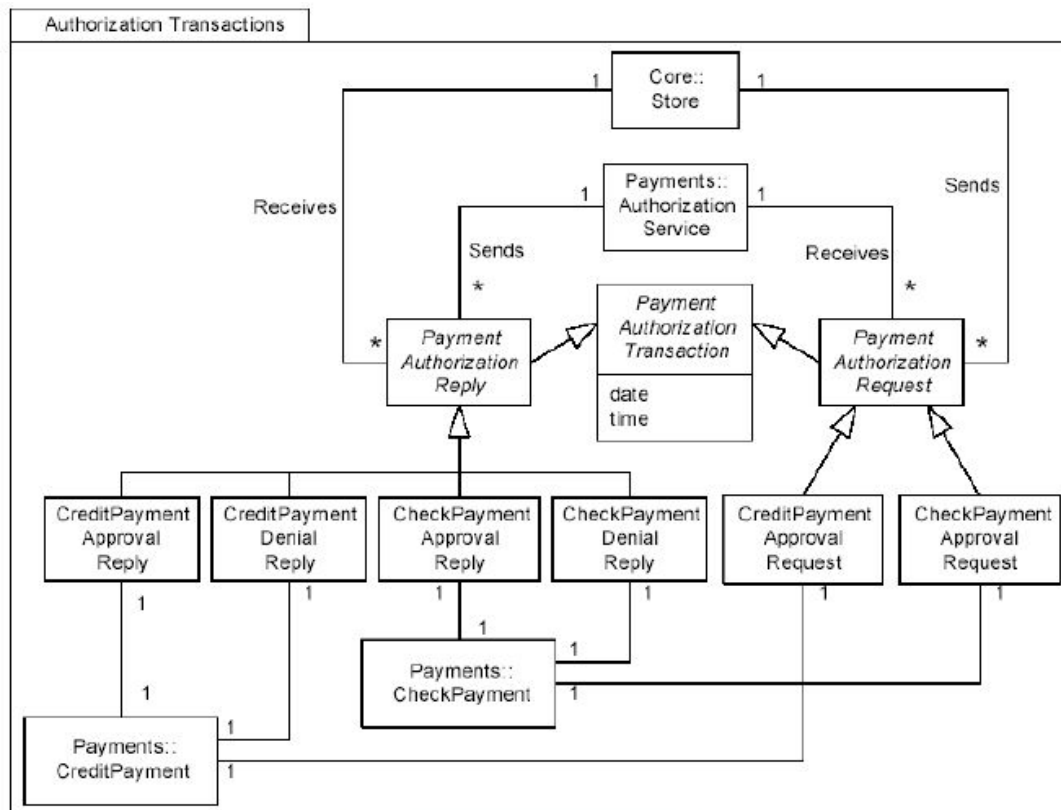 Authorization Transactions
1
Core::
Store
1
Receives
Sends
1
Payments::
Authorization
Service
1
Sends
Receives
*
*
Payment
Authorization
Transaction
date
time
*
Payment
Authorization
Reply
Payment
Authorization
Request
*
CreditPayment
Approval
Reply
CreditPayment
Denial
Reply
CheckPayment
Approval
Reply
CheckPayment
Denial
Reply
CreditPayment
Approval
Request
CheckPayment
Approval
Request
1
1
1
1
1
1
1
1
1
Payments::
CheckPayment
1
1
Payments::
CreditPayment
1